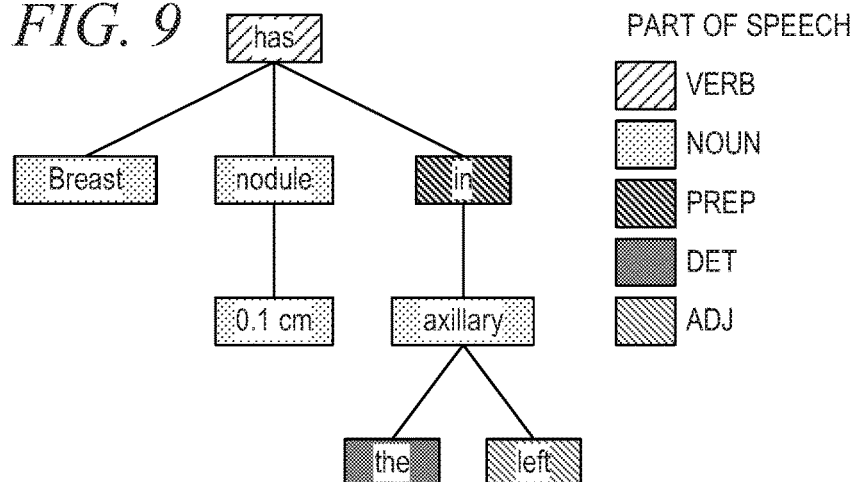 FIG. 9
has
PART OF SPEECH
VERB
NOUN
PREP
DET
ADJ
Breast
nodule
in
0.1 cm
axillary
the
left